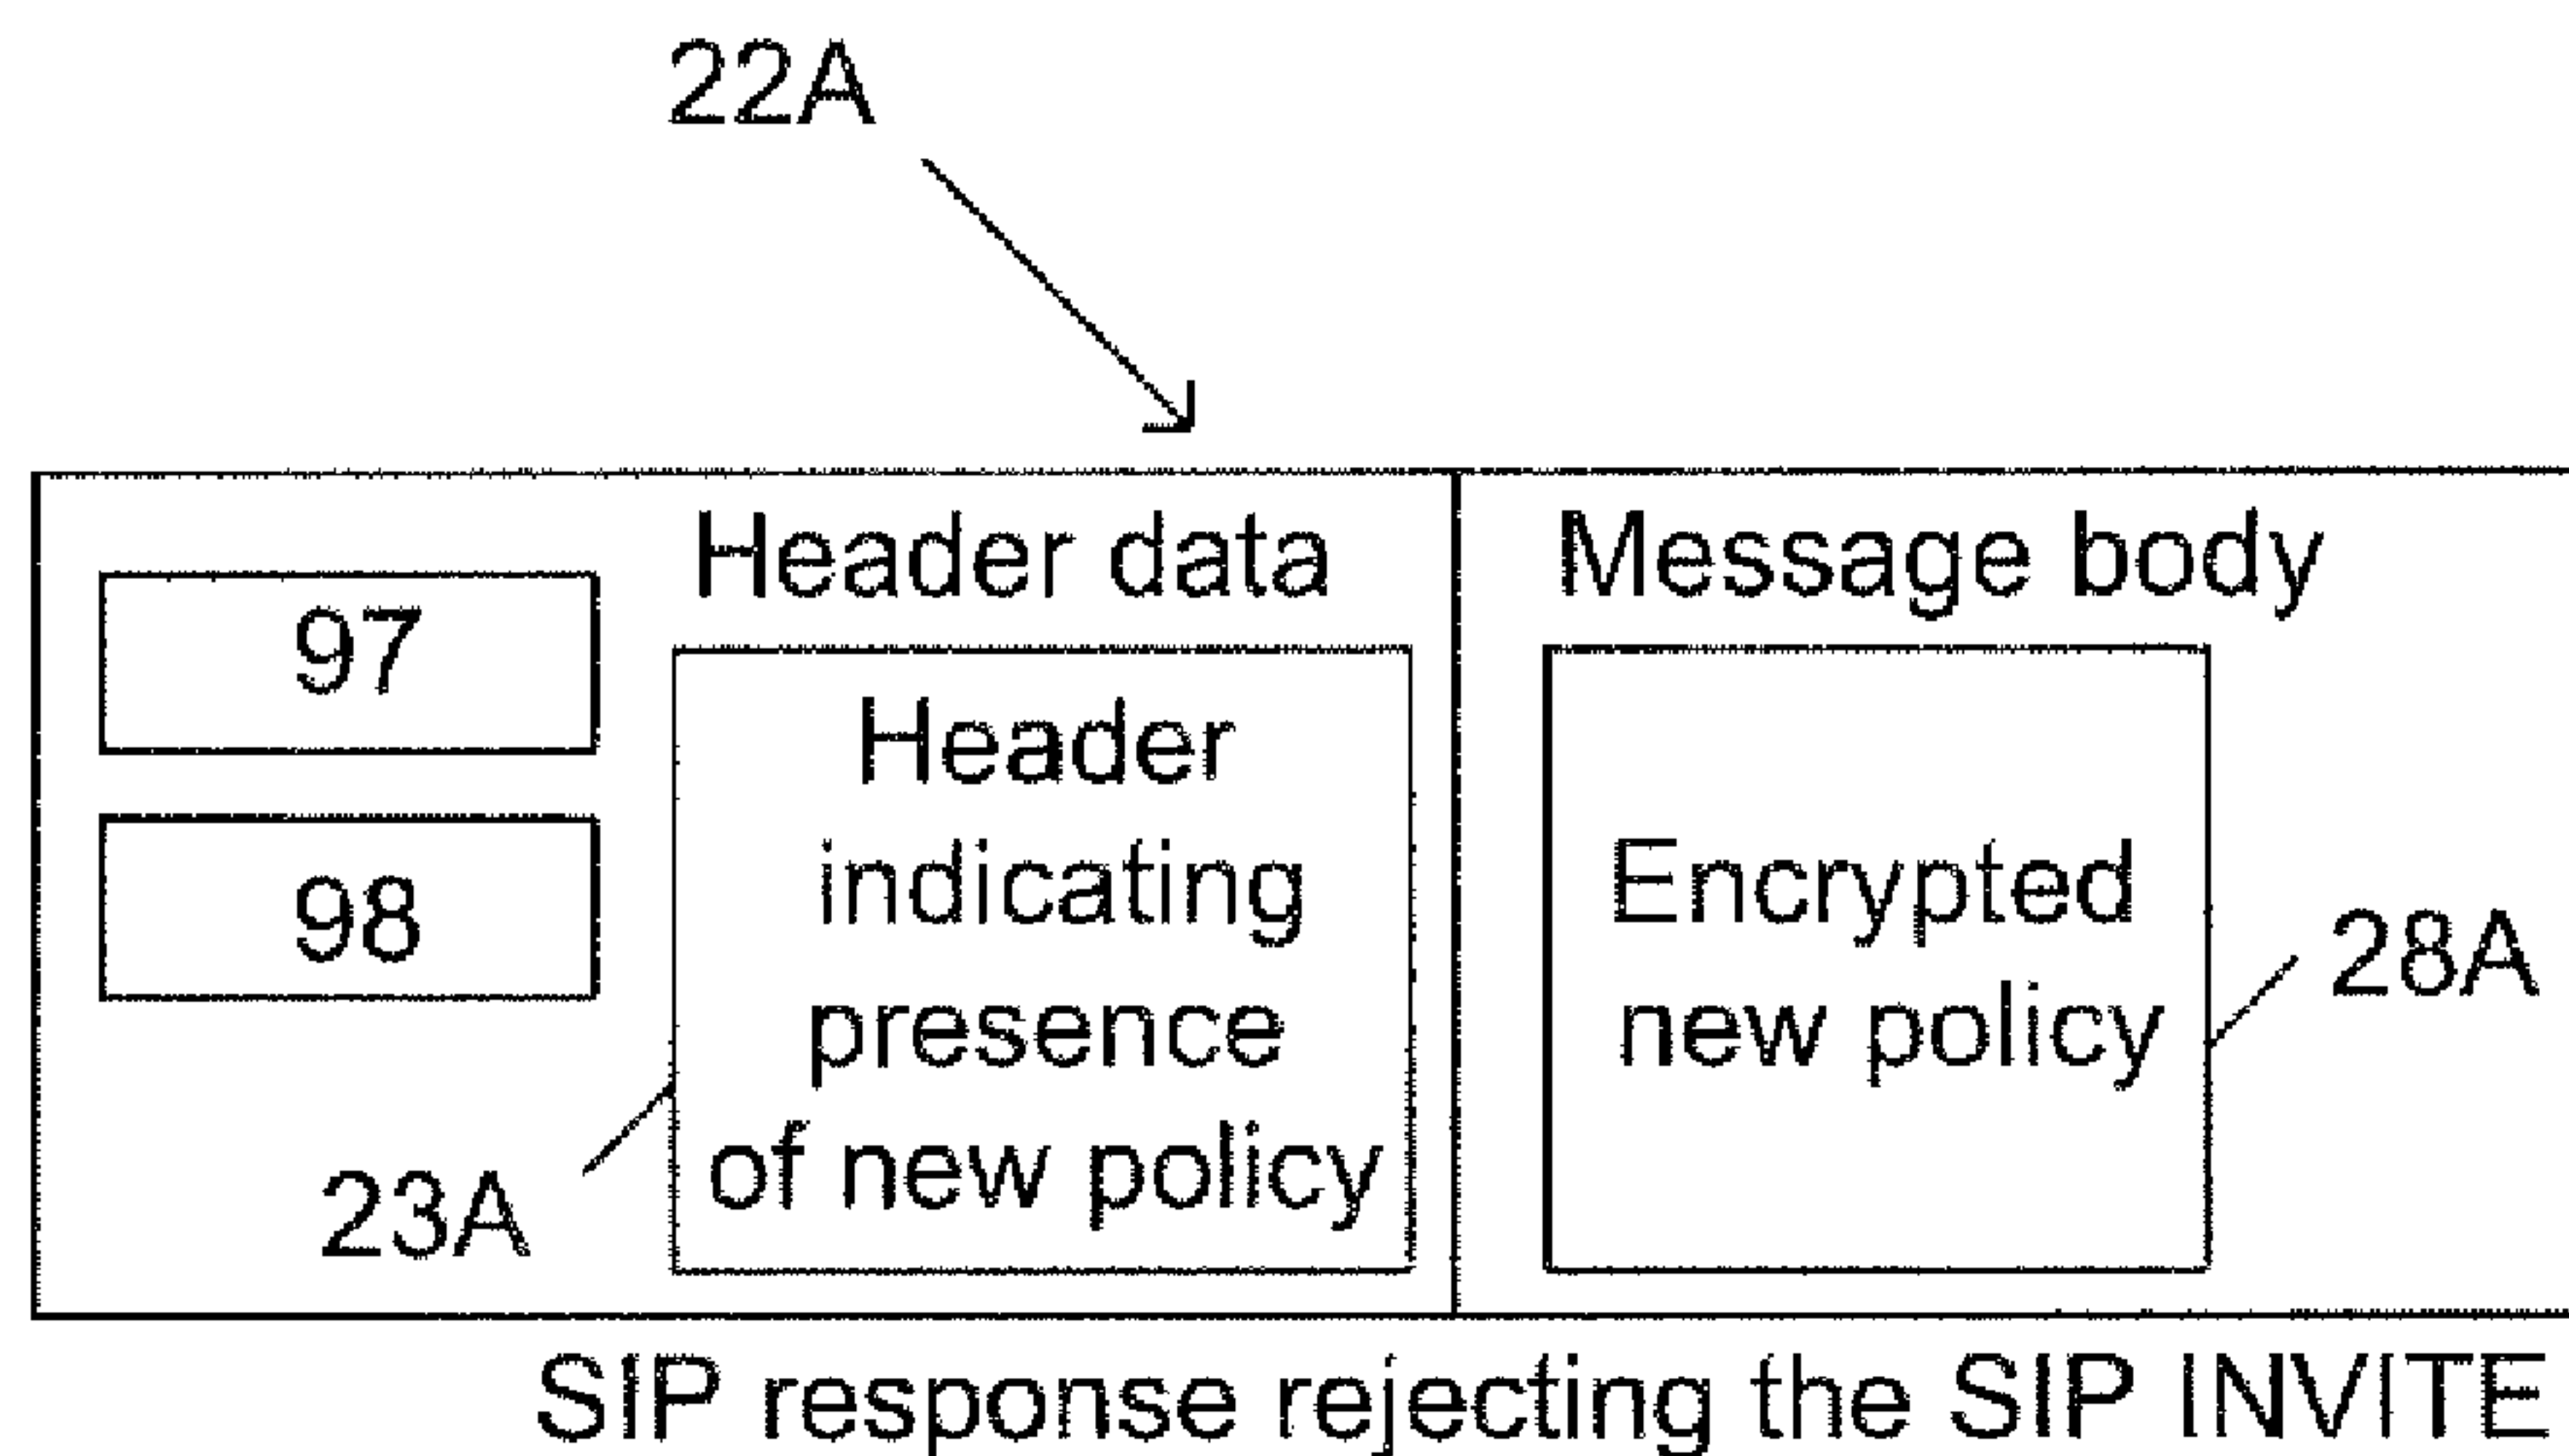 22A
Header data
Message body
97
98
Header
indicating
presence
of new policy
23A
Encrypted
new policy
28A
SIP response rejecting the SIP INVITE